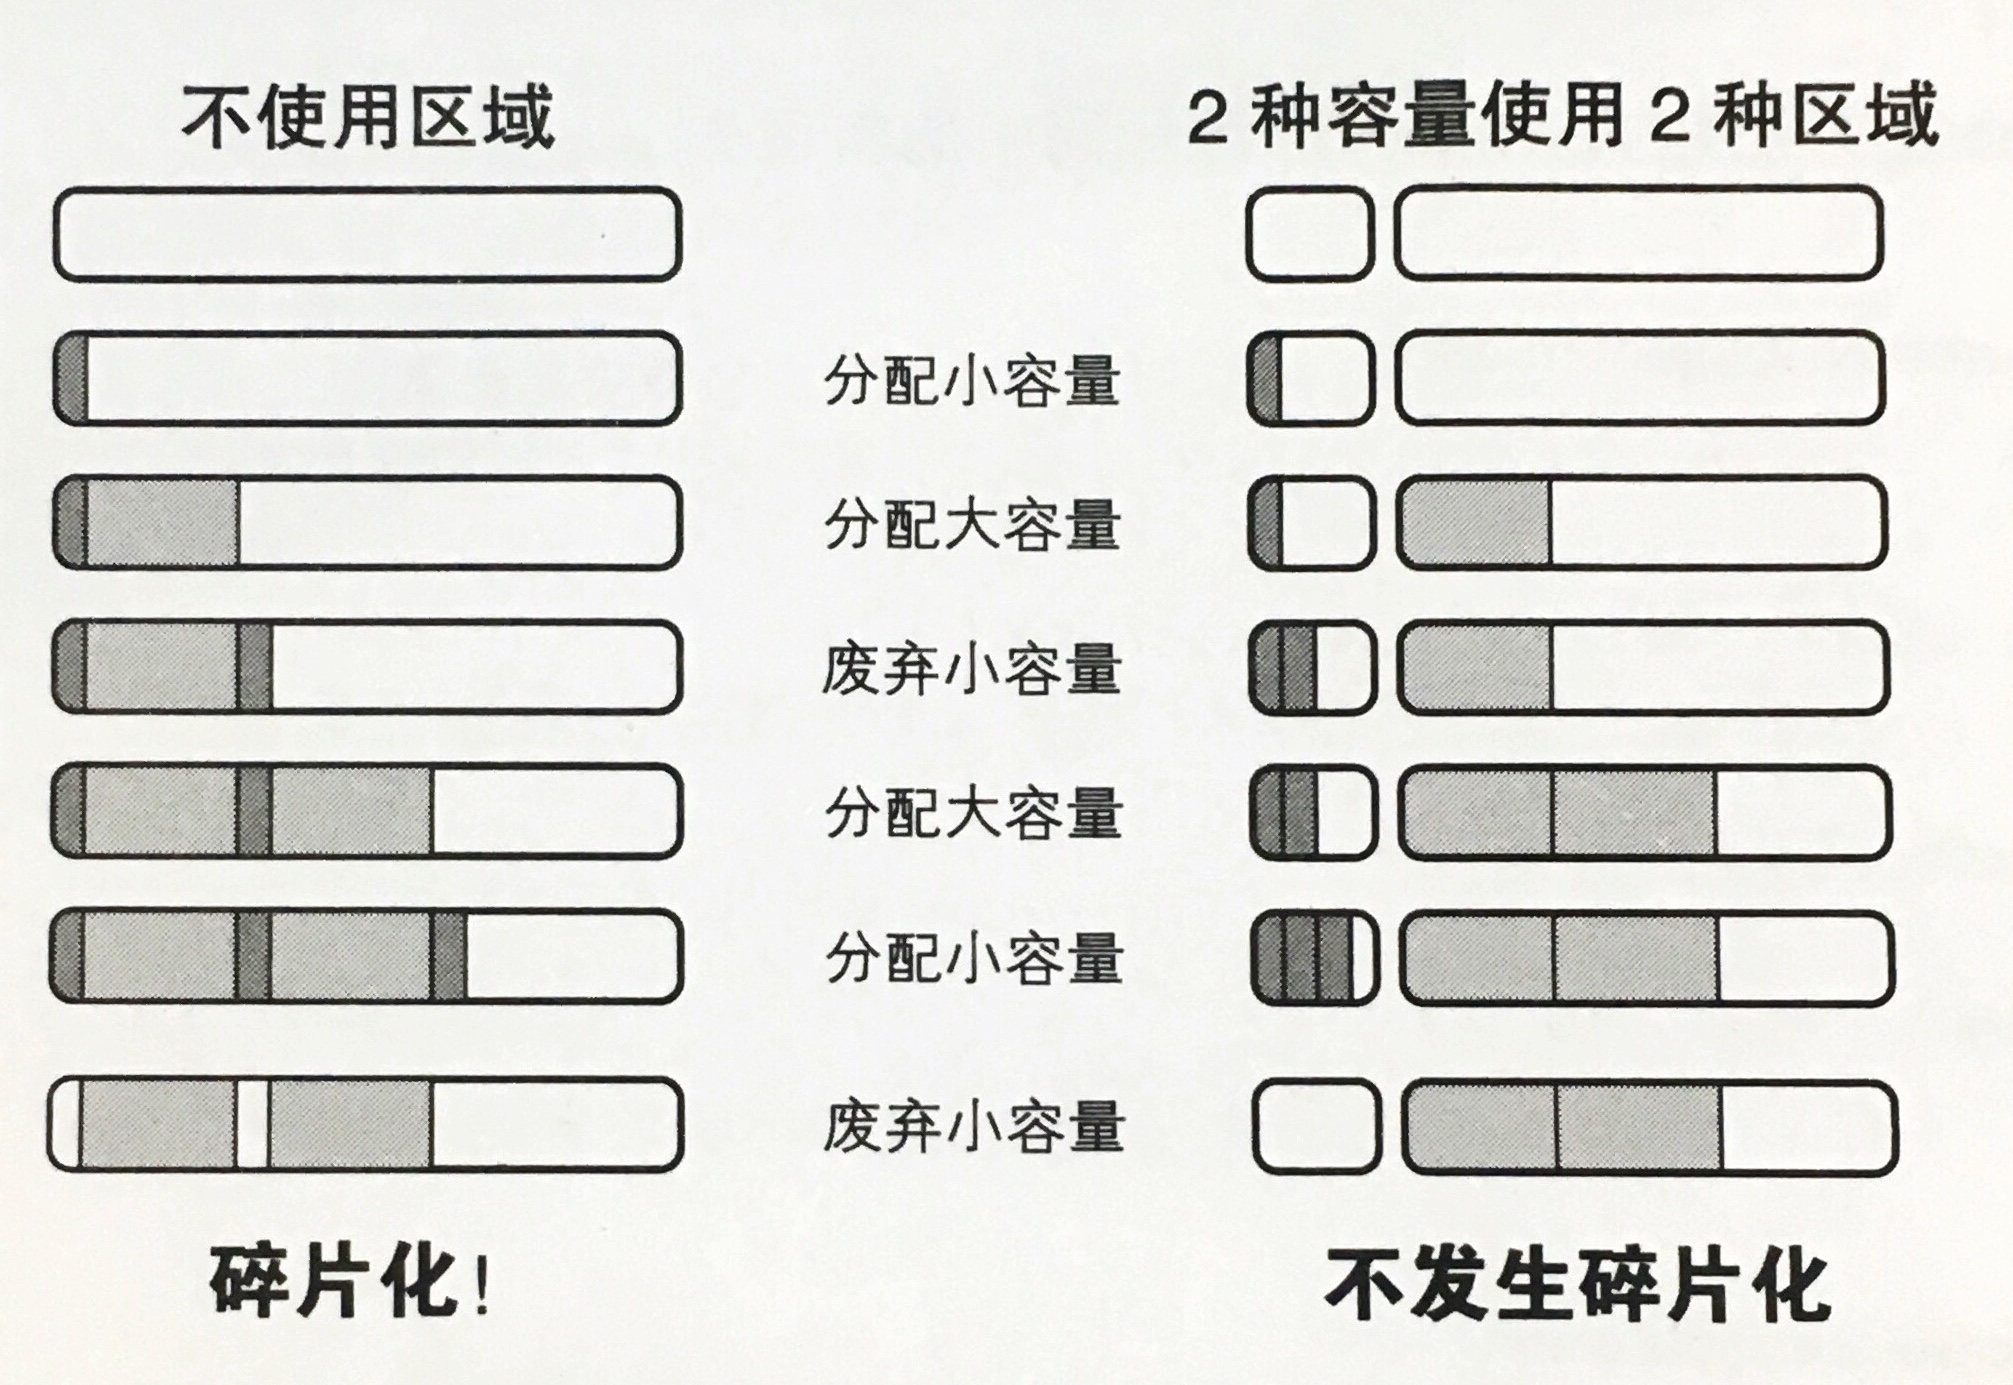 不使用区域
2种容量使用2种区域
分配小容量
分配大容量
废弃小容量
分配大容量
分配小容量
废弃小容量
碎片化!
不发生碎片化